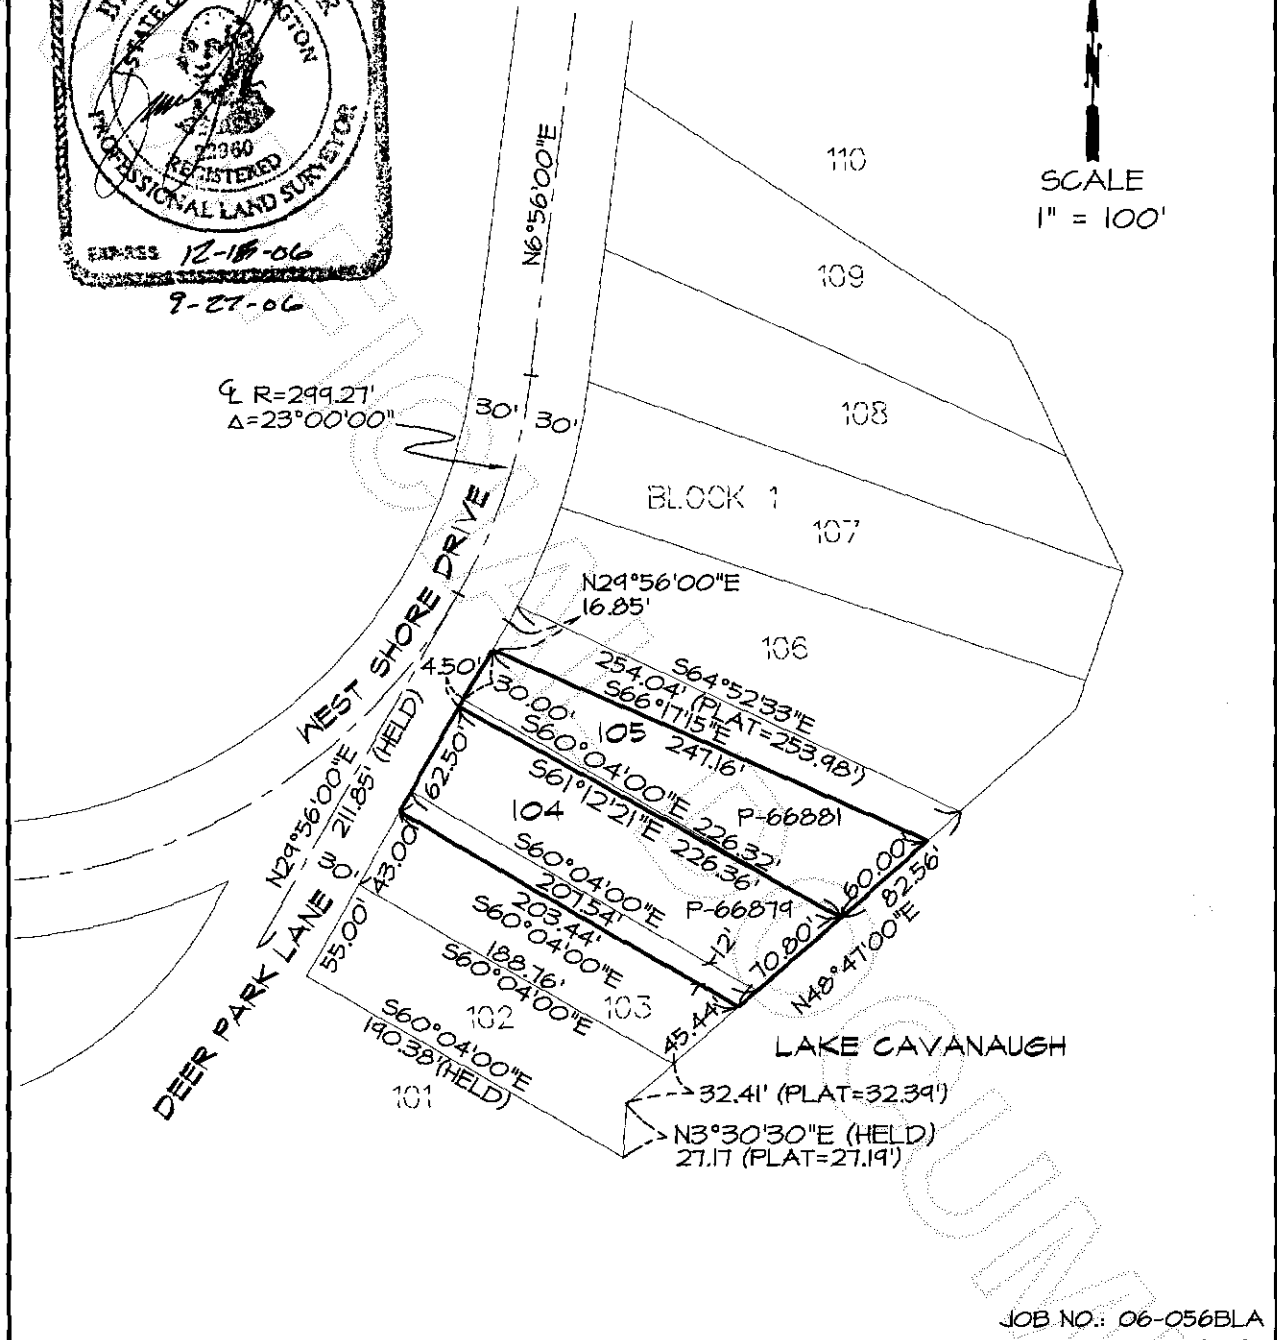 STATE OF WASHINGTON
22960
REGISTERED
PROFESSIONAL LAND SURVEYOR
EXPIRES 12-18-06
9-27-06
N
SCALE
1" = 100'
N6°56'00"E
110
109
108
BLOCK 1
107
106
℄ R=299.27'
Δ=23°00'00"
30' 30'
WEST SHORE DRIVE
N29°56'00"E
16.85'
4.50'
30.00'
S64°52'33"E
254.04' (PLAT=253.98')
S66°17'15"E
247.16'
105
S60°04'00"E 226.32'
S61°12'21"E 226.36'
P-66881
104
62.50'
S60°04'00"E
207.54'
P-66879
203.44'
S60°04'00"E
60.00'
82.56'
70.80'
12'
N48°47'00"E
N29°56'00"E
211.85' (HELD)
30'
43.00'
55.00'
DEER PARK LANE
188.76'
S60°04'00"E
103
102
45.44'
S60°04'00"E
190.38' (HELD)
101
LAKE CAVANAUGH
32.41' (PLAT=32.39')
N3°30'30"E (HELD)
27.17 (PLAT=27.19')
JOB NO.: 06-056BLA